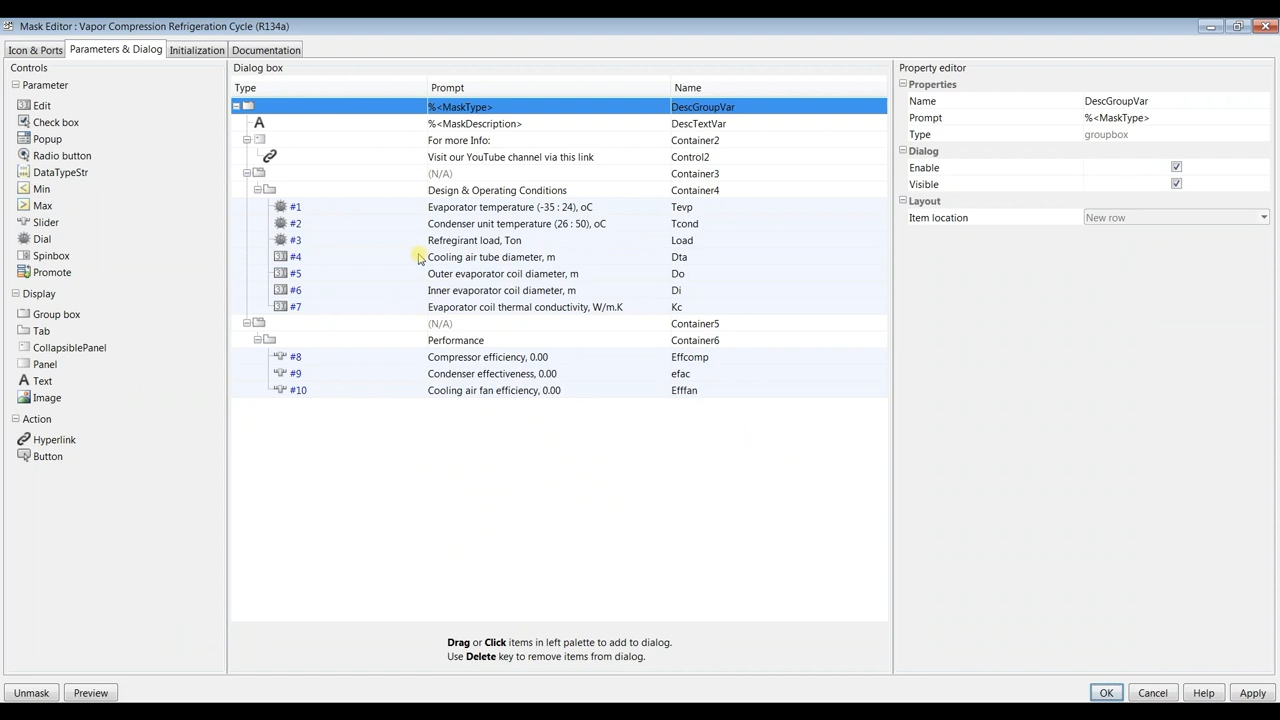 Mask Editor : Vapor Compression Refrigeration Cycle (R134a)
Icon & Ports Parameters & Dialog Initialization Documentation
Controls
Parameter
Edit
Check box
Popup
Radio button
DataTypeStr
Min
Max
Slider
Dial
Spinbox
Promote
Display
Group box
Tab
CollapsiblePanel
Panel
Text
Image
Action
Hyperlink
Button
Dialog box
Type Prompt Name
%<MaskType> DescGroupVar
A %<MaskDescription> DescTextVar
For more Info: Container2
Visit our YouTube channel via this link Control2
(N/A) Container3
Design & Operating Conditions Container4
#1 Evaporator temperature (-35 : 24), oC Tevp
#2 Condenser unit temperature (26 : 50), oC Tcond
#3 Refregirant load, Ton Load
#4 Cooling air tube diameter, m Dta
#5 Outer evaporator coil diameter, m Do
#6 Inner evaporator coil diameter, m Di
#7 Evaporator coil thermal conductivity, W/m.K Kc
(N/A) Container5
Performance Container6
#8 Compressor efficiency, 0.00 Effcomp
#9 Condenser effectiveness, 0.00 efac
#10 Cooling air fan efficiency, 0.00 Efffan
Drag or Click items in left palette to add to dialog.
Use Delete key to remove items from dialog.
Property editor
Properties
Name DescGroupVar
Prompt %<MaskType>
Type groupbox
Dialog
Enable
Visible
Layout
Item location New row
Unmask Preview OK Cancel Help Apply